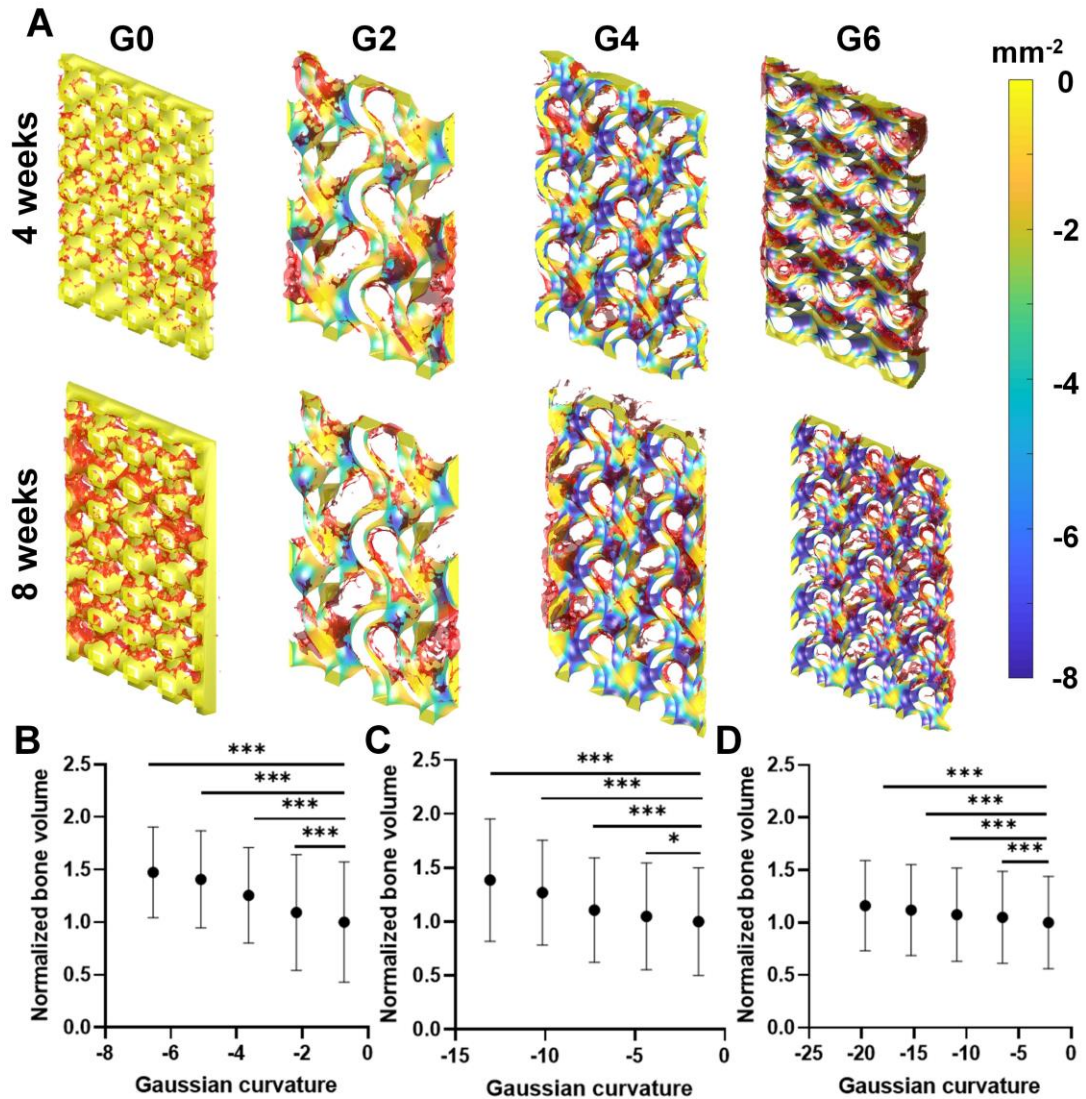 A
G0 G2 G4 G6
mm-2
4 weeks
8 weeks
0
-2
-4
-6
-8
B
***
***
***
***
2.5
2.0
1.5
1.0
0.5
0.0
Normalized bone volume
-8 -6 -4 -2 0
Gaussian curvature
C
***
***
***
*
2.5
2.0
1.5
1.0
0.5
0.0
Normalized bone volume
-15 -10 -5 0
Gaussian curvature
D
***
***
***
***
2.5
2.0
1.5
1.0
0.5
0.0
Normalized bone volume
-25 -20 -15 -10 -5 0
Gaussian curvature